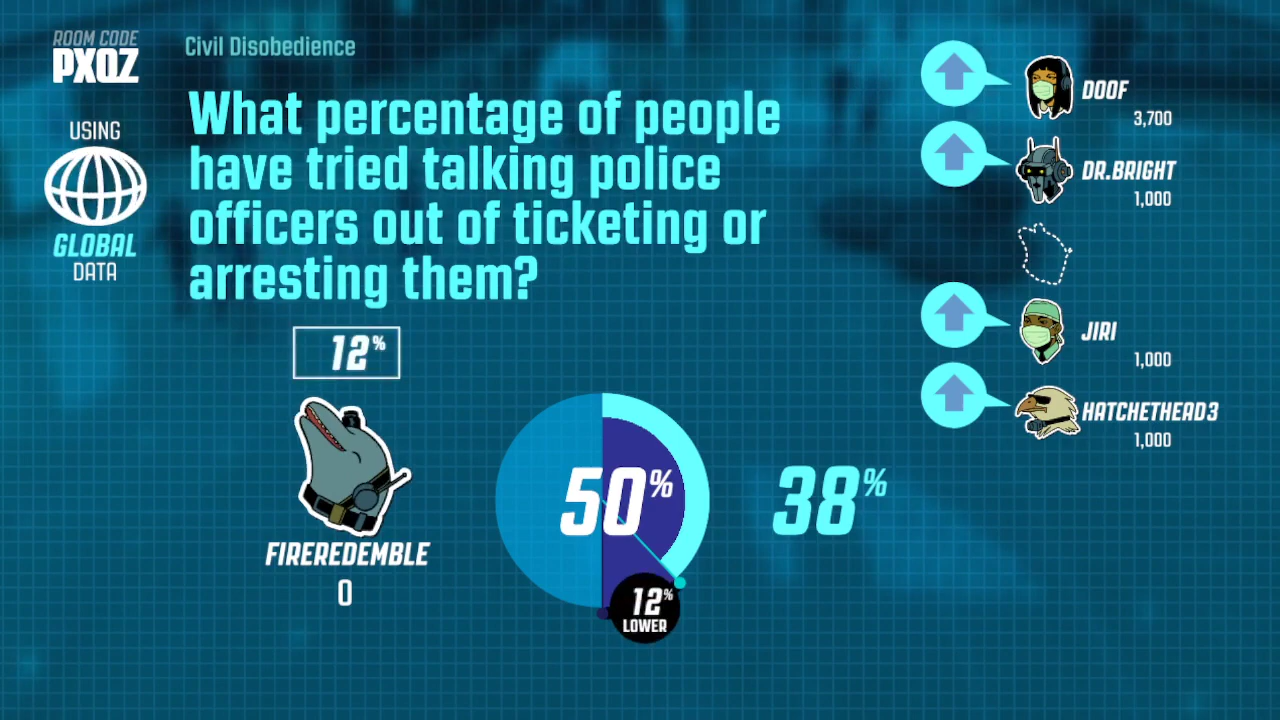 ROOM CODE
PXQZ
USING
GLOBAL
DATA
Civil Disobedience
What percentage of people
have tried talking police
officers out of ticketing or
arresting them?
12%
FIREREDEMBLE
0
50%
12%
LOWER
38%
DOOF
3,700
DR.BRIGHT
1,000
JIRI
1,000
HATCHETHEAD3
1,000